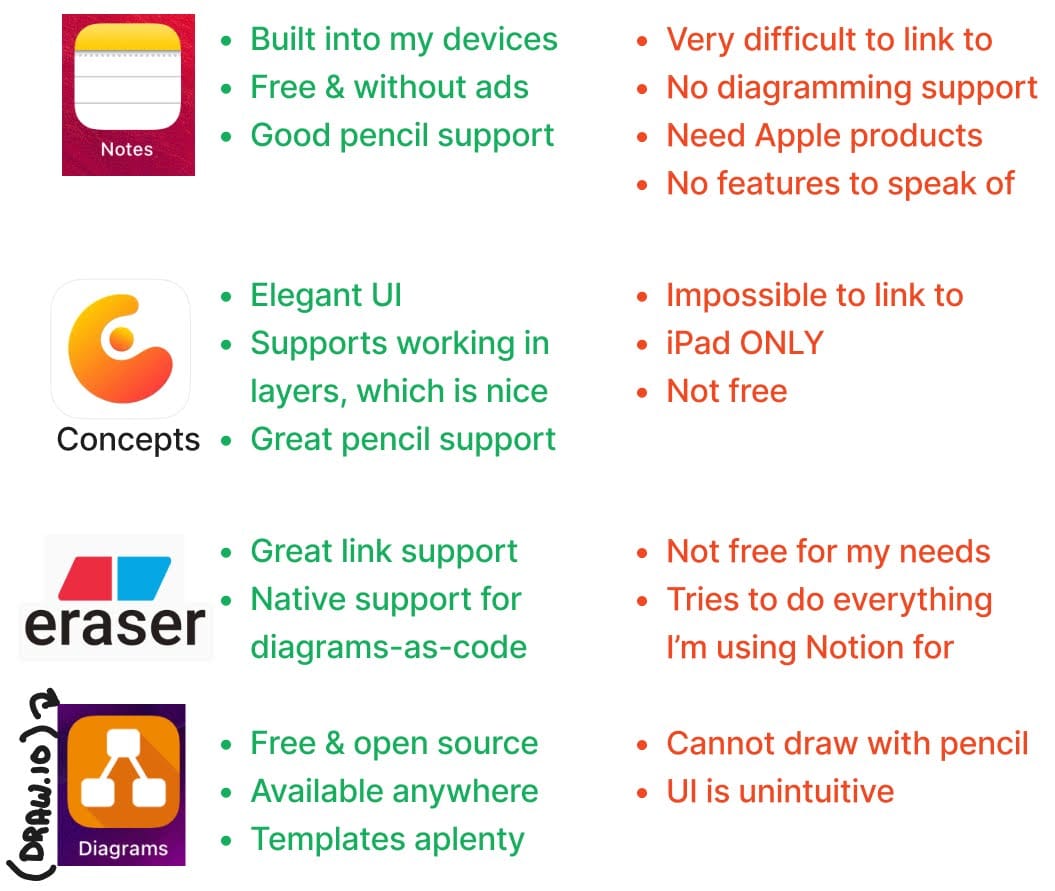 Notes
• Built into my devices
• Free & without ads
• Good pencil support
• Very difficult to link to
• No diagramming support
• Need Apple products
• No features to speak of
Concepts
• Elegant UI
• Supports working in
layers, which is nice
• Great pencil support
• Impossible to link to
• iPad ONLY
• Not free
eraser
• Great link support
• Native support for
diagrams-as-code
• Not free for my needs
• Tries to do everything
I’m using Notion for
(DRAW.IO)
Diagrams
• Free & open source
• Available anywhere
• Templates aplenty
• Cannot draw with pencil
• UI is unintuitive